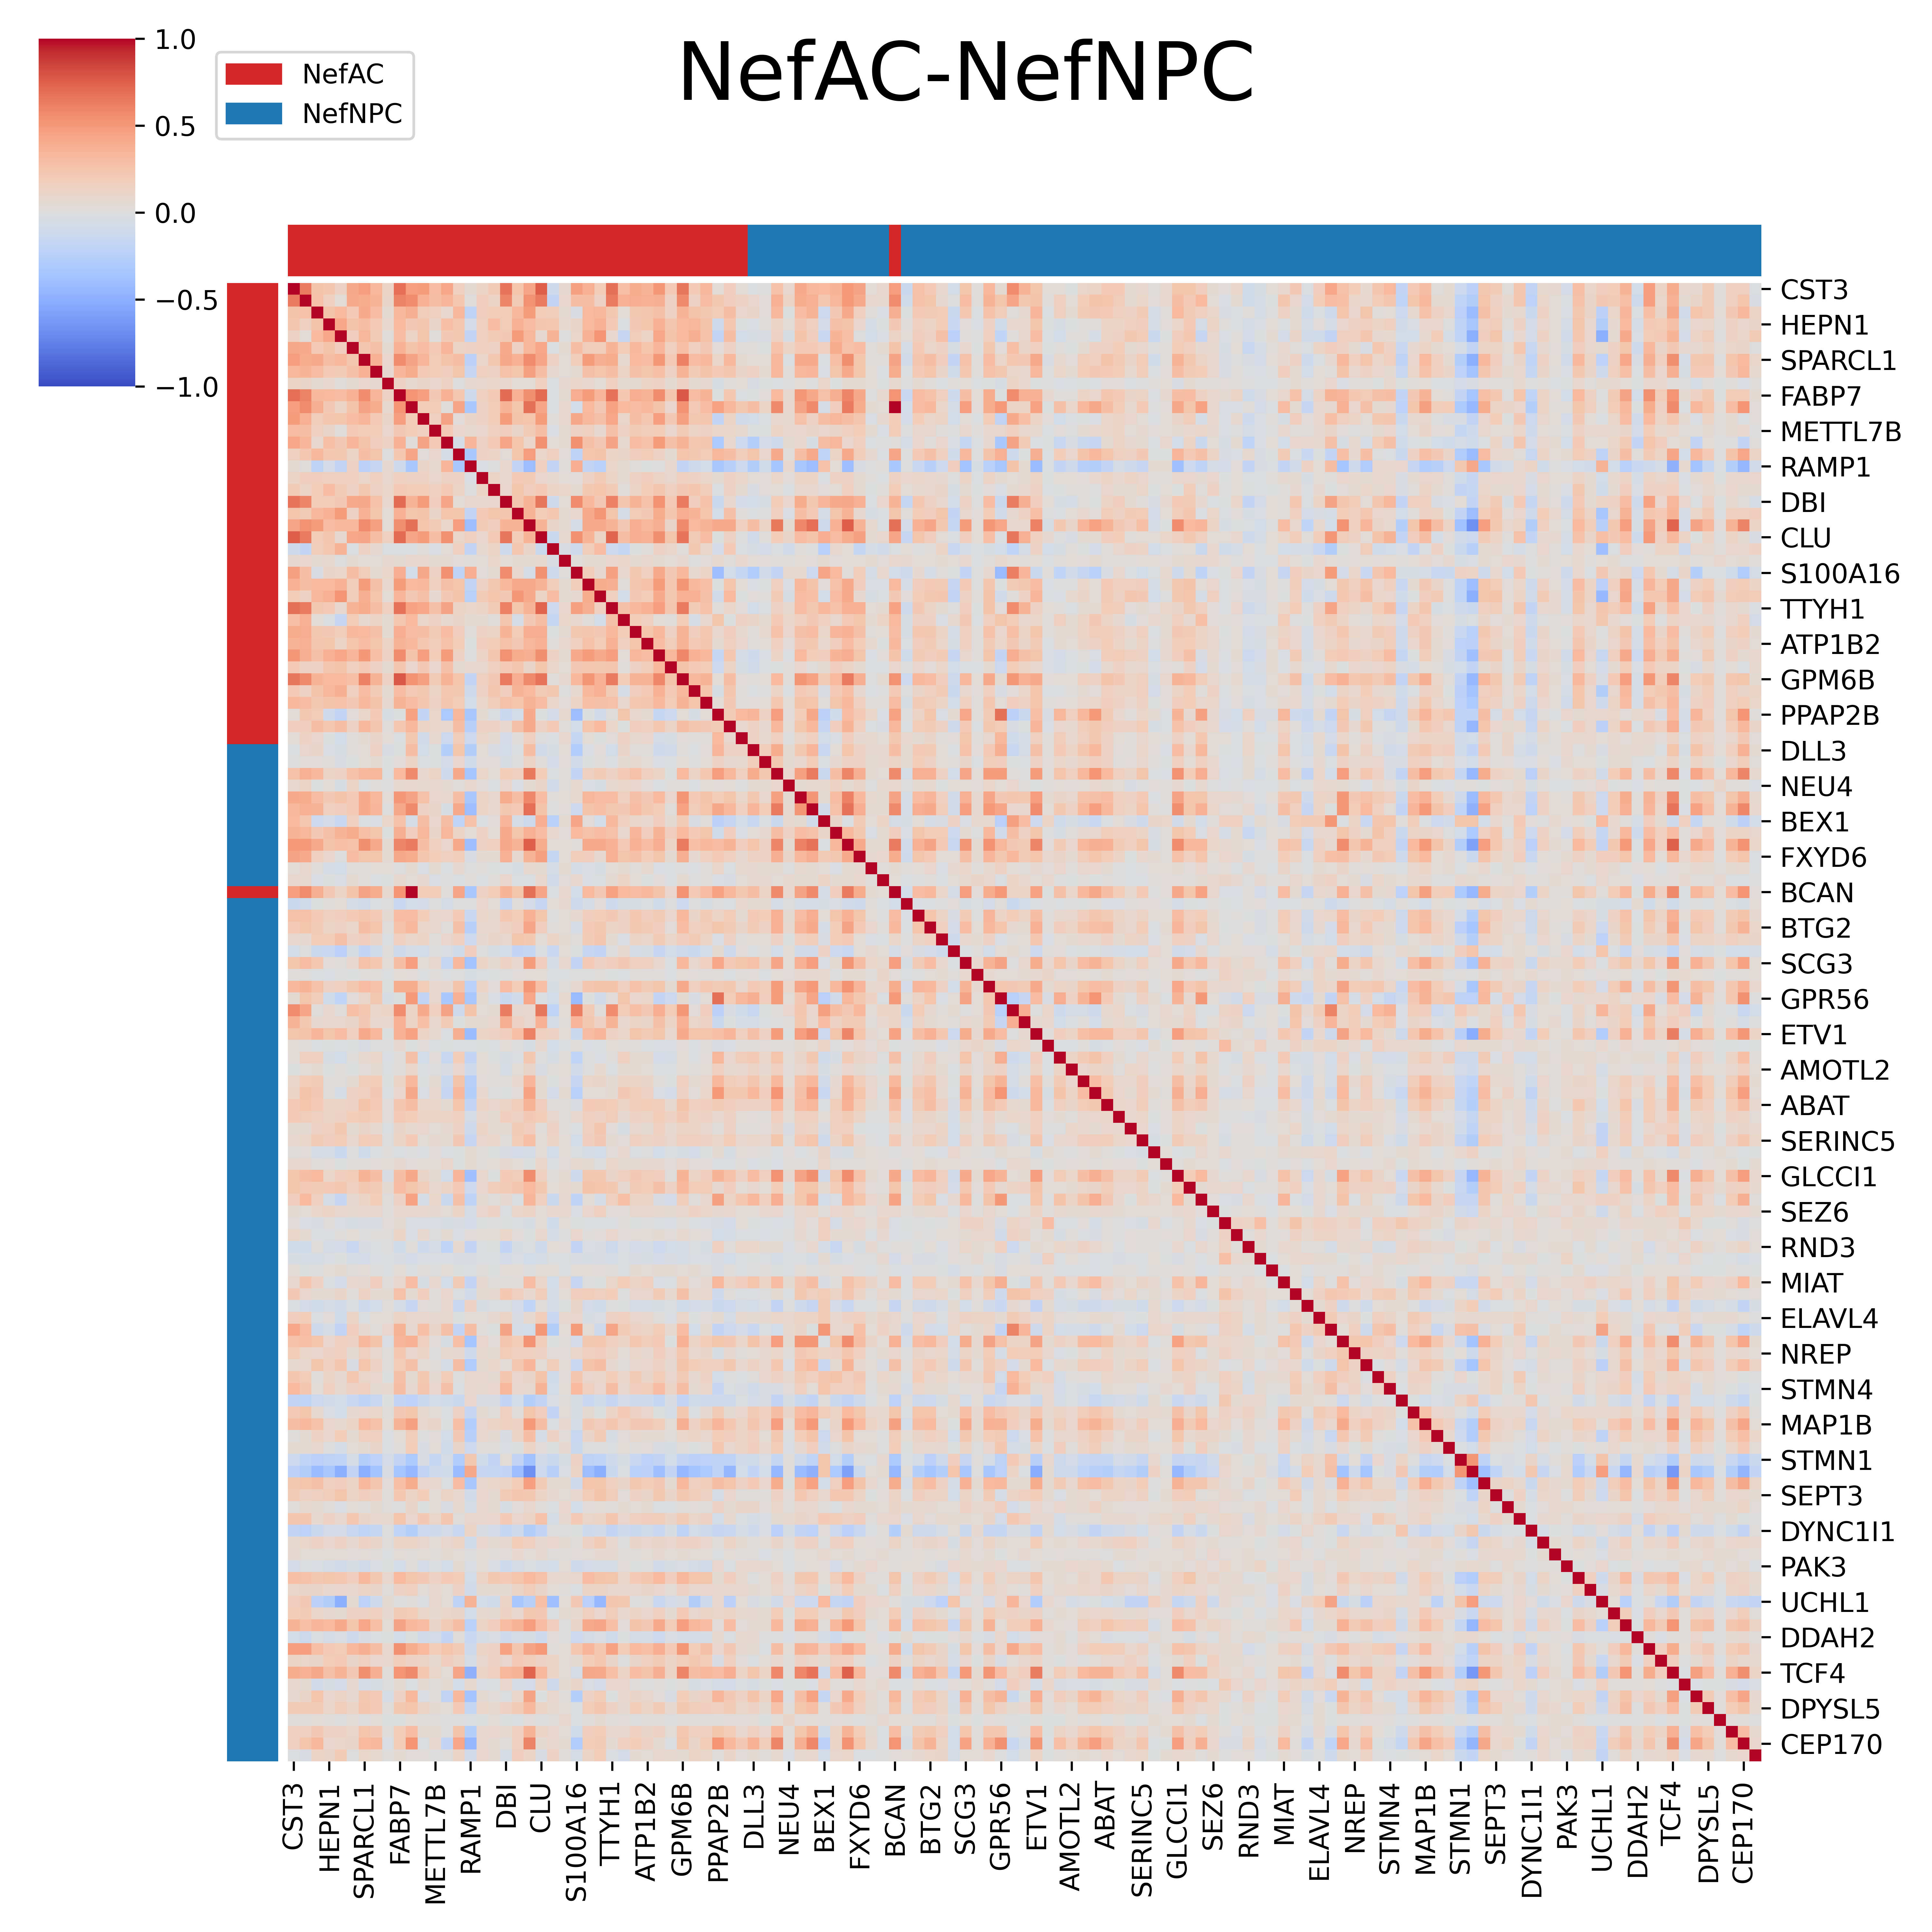 NefAC-NefNPC
1.0
0.5
0.0
−0.5
−1.0
NefAC
NefNPC
CST3
HEPN1
SPARCL1
FABP7
METTL7B
RAMP1
DBI
CLU
S100A16
TTYH1
ATP1B2
GPM6B
PPAP2B
DLL3
NEU4
BEX1
FXYD6
BCAN
BTG2
SCG3
GPR56
ETV1
AMOTL2
ABAT
SERINC5
GLCCI1
SEZ6
RND3
MIAT
ELAVL4
NREP
STMN4
MAP1B
STMN1
SEPT3
DYNC1I1
PAK3
UCHL1
DDAH2
TCF4
DPYSL5
CEP170
CST3
HEPN1
SPARCL1
FABP7
METTL7B
RAMP1
DBI
CLU
S100A16
TTYH1
ATP1B2
GPM6B
PPAP2B
DLL3
NEU4
BEX1
FXYD6
BCAN
BTG2
SCG3
GPR56
ETV1
AMOTL2
ABAT
SERINC5
GLCCI1
SEZ6
RND3
MIAT
ELAVL4
NREP
STMN4
MAP1B
STMN1
SEPT3
DYNC1I1
PAK3
UCHL1
DDAH2
TCF4
DPYSL5
CEP170